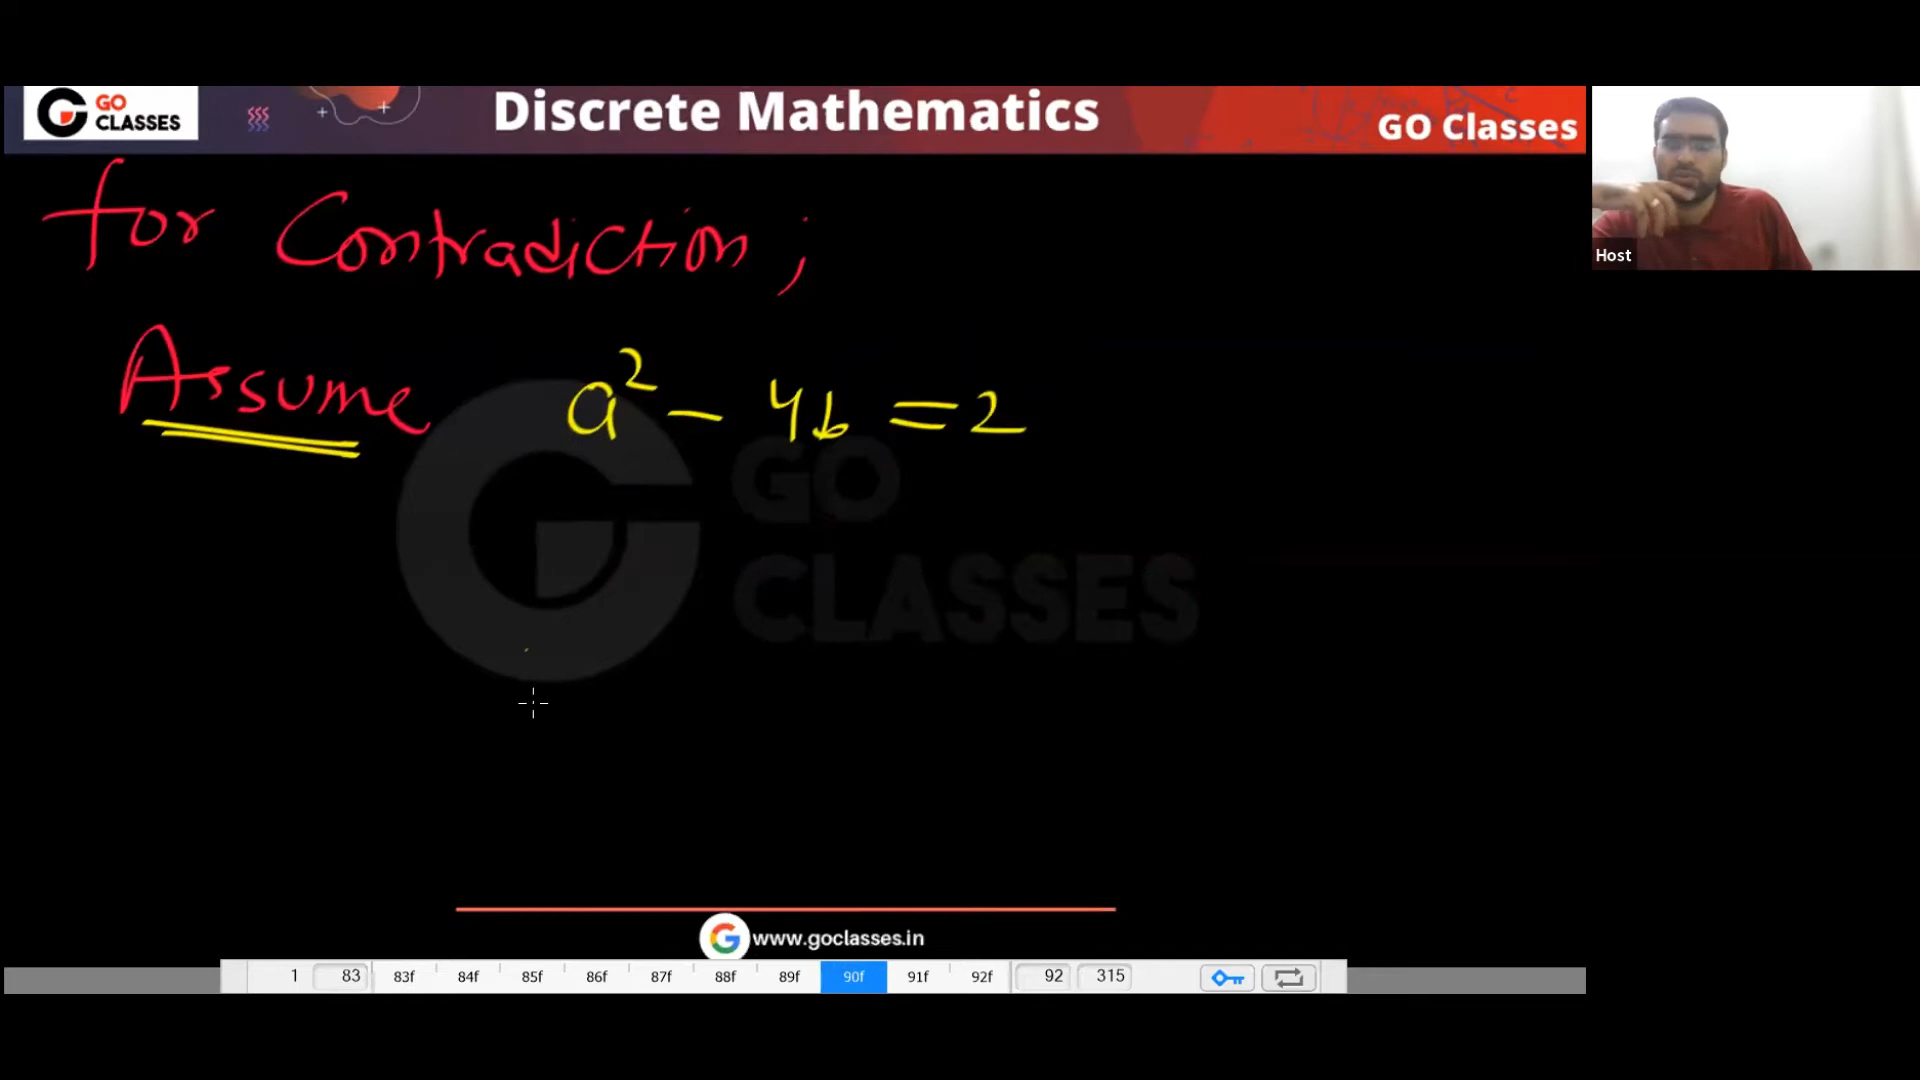 GO
CLASSES
Discrete Mathematics
GO Classes
Host
for Contradiction;
Assume a² - 4b = 2
GO
CLASSES
www.goclasses.in
1 83 83f 84f 85f 86f 87f 88f 89f 90f 91f 92f 92 315